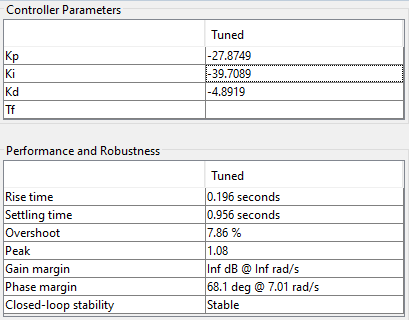 Controller Parameters
Tuned
Kp -27.8749
Ki -39.7089
Kd -4.8919
Tf
Performance and Robustness
Tuned
Rise time 0.196 seconds
Settling time 0.956 seconds
Overshoot 7.86 %
Peak 1.08
Gain margin Inf dB @ Inf rad/s
Phase margin 68.1 deg @ 7.01 rad/s
Closed-loop stability Stable